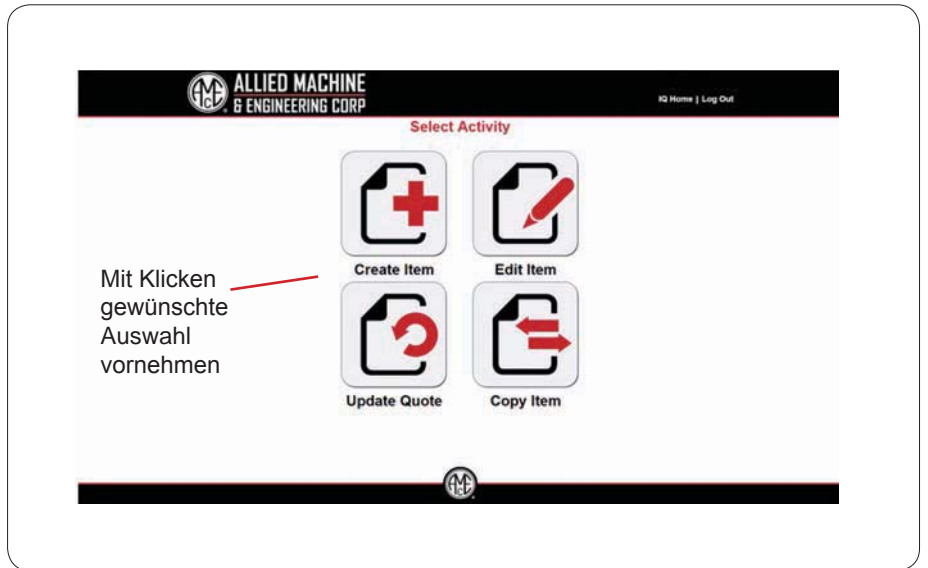 ALLIED MACHINE
& ENGINEERING CORP
IQ Home | Log Out
Select Activity
Create Item
Edit Item
Mit Klicken
gewünschte
Auswahl
vornehmen
Update Quote
Copy Item